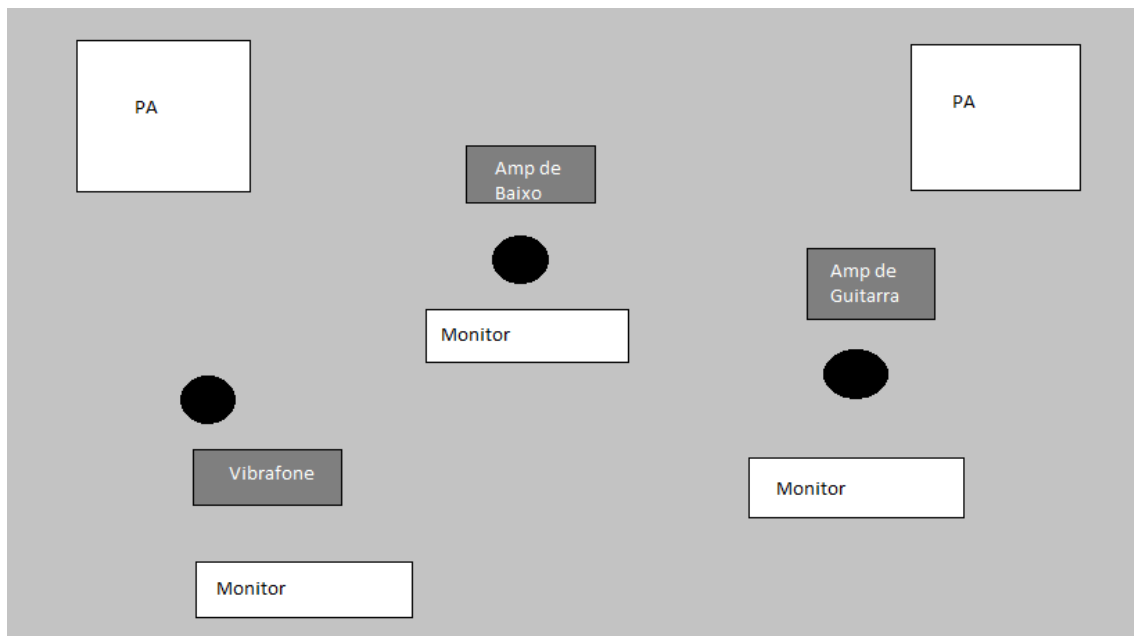 PA
PA
Amp de
Baixo
Amp de
Guitarra
Monitor
Vibrafone
Monitor
Monitor